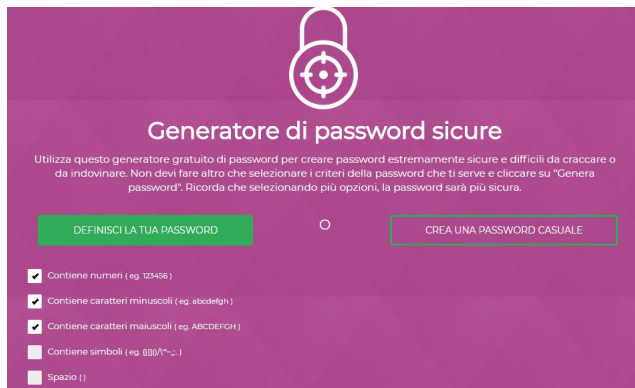 Generatore di password sicure
Utilizza questo generatore gratuito di password per creare password estremamente sicure e difficili da craccare o
da indovinare. Non devi fare altro che selezionare i criteri della password che ti serve e cliccare su "Genera
password". Ricorda che selezionando più opzioni, la password sarà più sicura.
DEFINISCI LA TUA PASSWORD O CREA UNA PASSWORD CASUALE
Contiene numeri ( eg. 123456 )
Contiene caratteri minuscoli ( eg. abcdefgh )
Contiene caratteri maiuscoli ( eg. ABCDEFGH )
Contiene simboli ( eg.
Spazio ( )